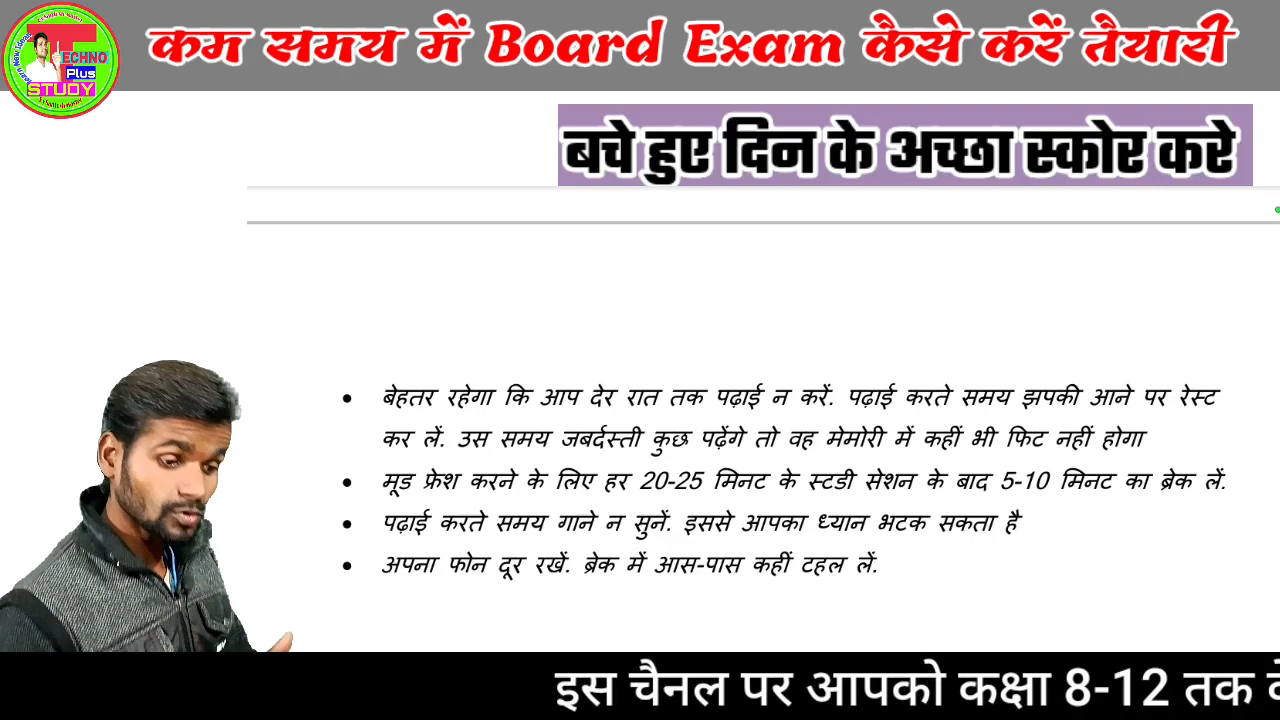 कम समय में Board Exam कैसे करें तैयारी
ECHNO
Plus
STUDY
बचे हुए दिन के अच्छा स्कोर करे
• बेहतर रहेगा कि आप देर रात तक पढ़ाई न करें. पढ़ाई करते समय झपकी आने पर रेस्ट
कर लें. उस समय जबर्दस्ती कुछ पढ़ेंगे तो वह मेमोरी में कहीं भी फिट नहीं होगा
• मूड फ्रेश करने के लिए हर 20-25 मिनट के स्टडी सेशन के बाद 5-10 मिनट का ब्रेक लें.
• पढ़ाई करते समय गाने न सुनें. इससे आपका ध्यान भटक सकता है
• अपना फोन दूर रखें. ब्रेक में आस-पास कहीं टहल लें.
इस चैनल पर आपको कक्षा 8-12 तक